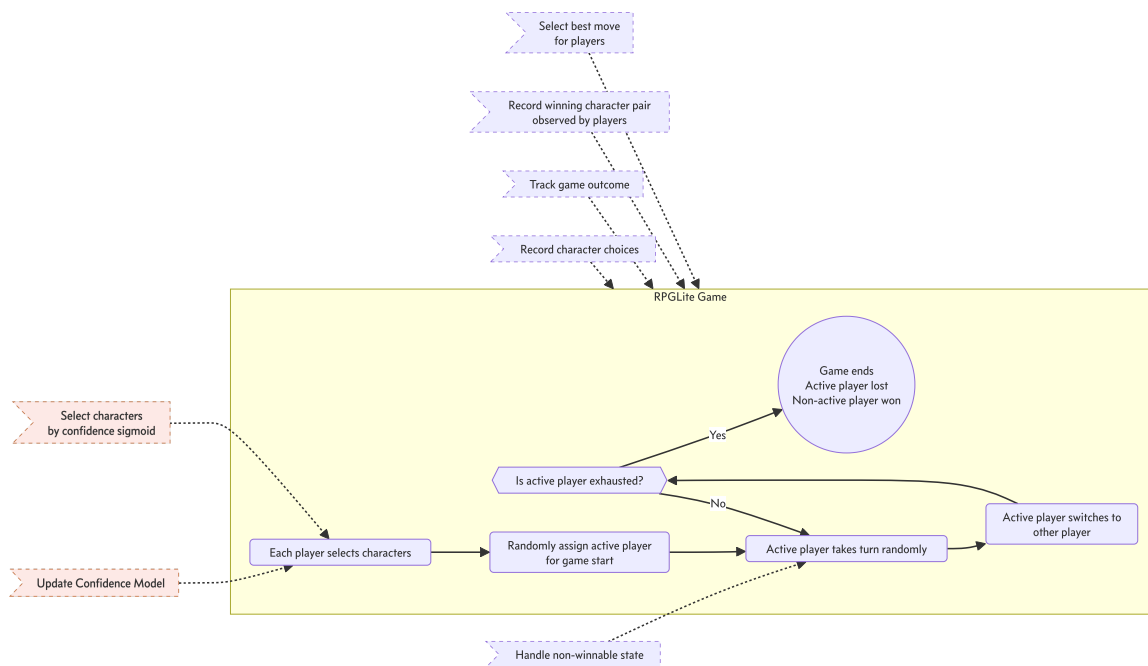 Select best move
for players
Record winning character pair
observed by players
Track game outcome
Record character choices
RPGLite Game
Game ends
Active player lost
Non-active player won
Select characters
by confidence sigmoid
Yes
Is active player exhausted?
No
Active player switches to
other player
Each player selects characters
Randomly assign active player
for game start
Active player takes turn randomly
Update Confidence Model
Handle non-winnable state